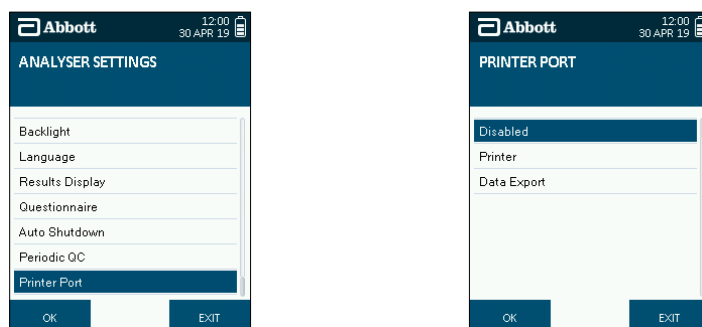 Abbott
12:00
30 APR 19
ANALYSER SETTINGS
Backlight
Language
Results Display
Questionnaire
Auto Shutdown
Periodic QC
Printer Port
OK
EXIT
Abbott
12:00
30 APR 19
PRINTER PORT
Disabled
Printer
Data Export
OK
EXIT